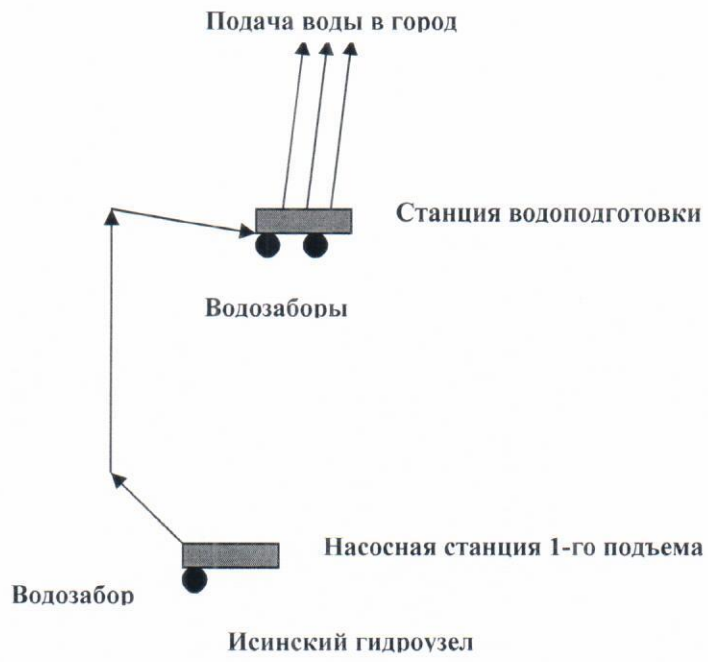 Подача воды в город
Станция водоподготовки
Водозаборы
Насосная станция 1-го подъема
Водозабор
Исинский гидроузел